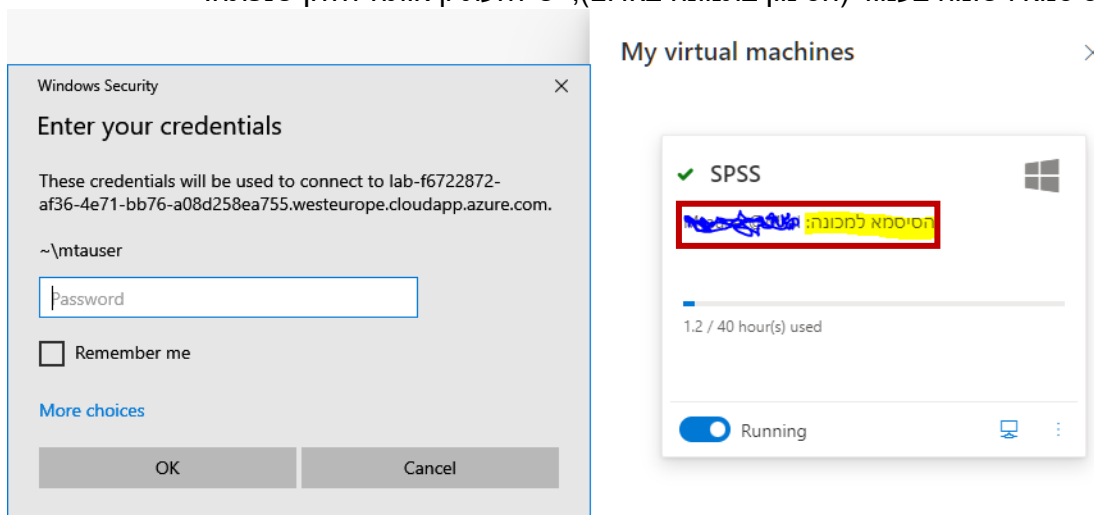 My virtual machines
Windows Security
Enter your credentials
These credentials will be used to connect to lab-f6722872-
af36-4e71-bb76-a08d258ea755.westeurope.cloudapp.azure.com.
~\mtauser
Password
Remember me
More choices
OK
Cancel
SPSS
הסיסמא למכונה:
1.2 / 40 hour(s) used
Running